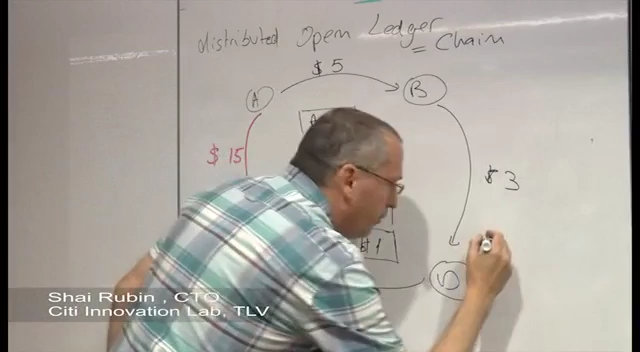 distributed Open Ledger
= Chain
$ 5
A
B
$ 15
$ 3
Shai Rubin , CTO
Citi Innovation Lab, TLV